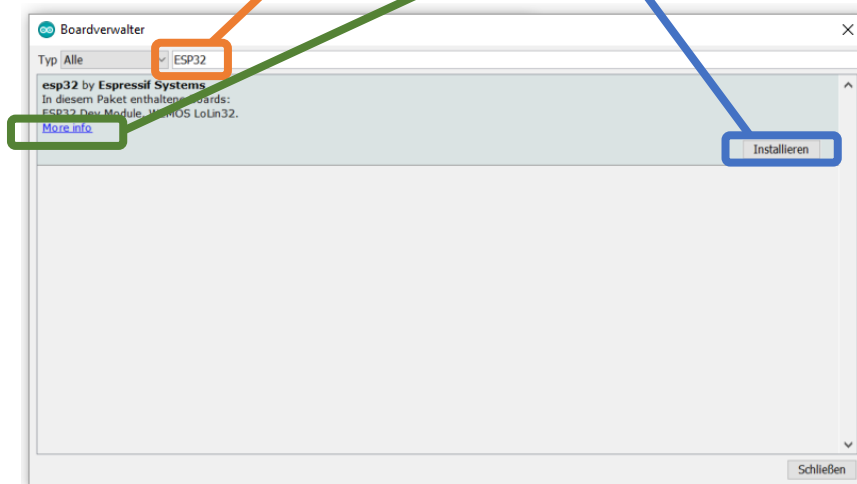 Boardverwalter
Typ Alle ESP32
esp32 by Espressif Systems
In diesem Paket enthaltene Boards:
ESP32 Dev Module, WEMOS LoLin32.
More info
Installieren
Schließen